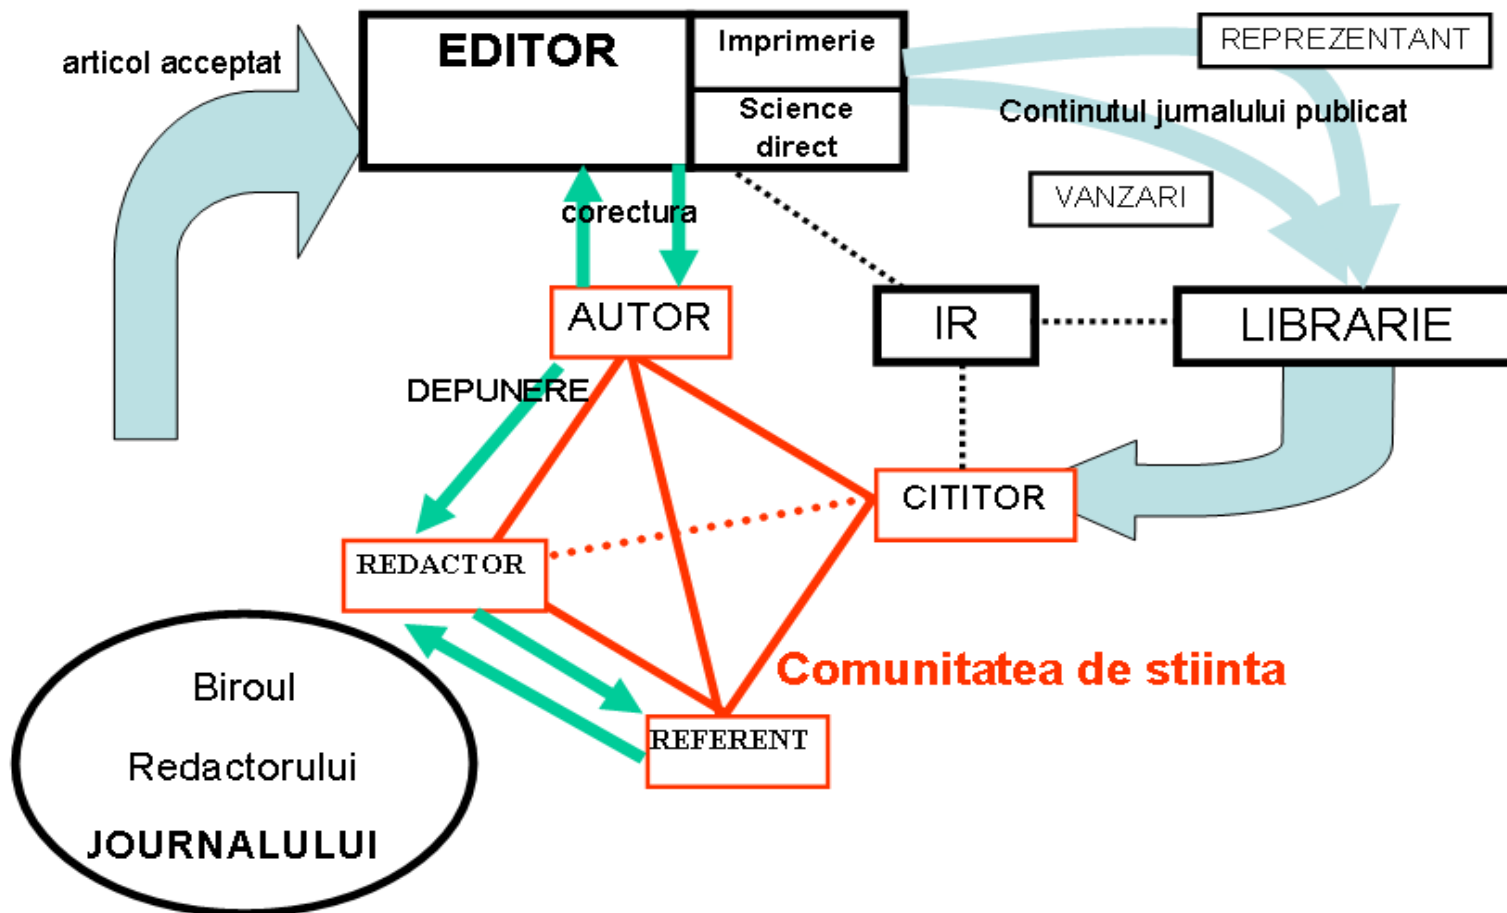 articol acceptat
EDITOR
Imprimerie
Science
direct
REPREZENTANT
Continutul jurnalului publicat
VANZARI
corectura
AUTOR
IR
LIBRARIE
DEPUNERE
CITITOR
REDACTOR
Comunitatea de stiinta
REFERENT
Biroul
Redactorului
JOURNALULUI